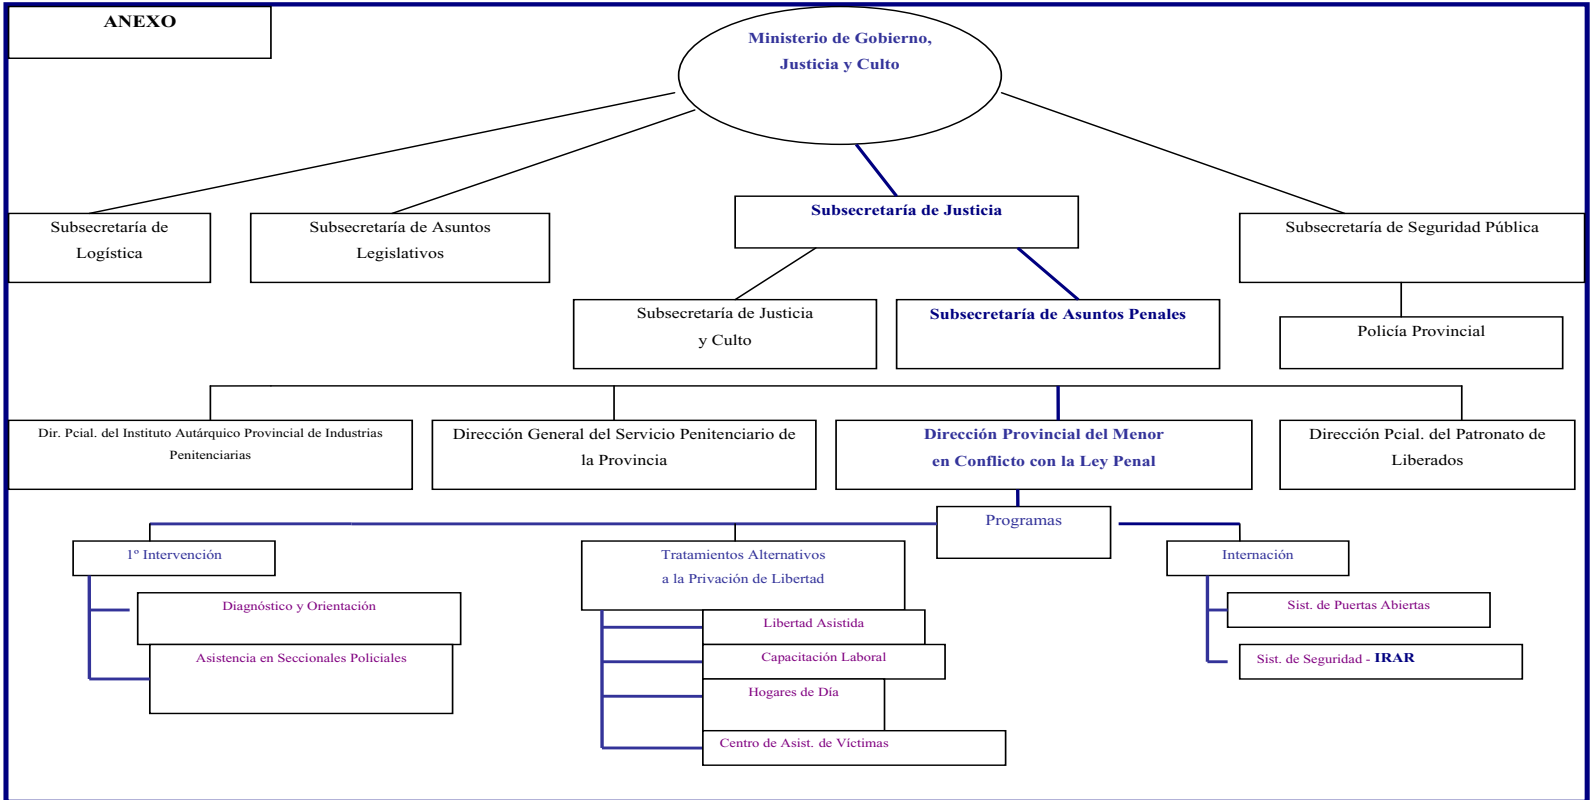 ANEXO
Ministerio de Gobierno,
Justicia y Culto
Subsecretaría de Justicia
Subsecretaría de
Logística
Subsecretaría de Asuntos
Legislativos
Subsecretaría de Seguridad Pública
Subsecretaría de Justicia
y Culto
Subsecretaría de Asuntos Penales
Policía Provincial
Dir. Pcial. del Instituto Autárquico Provincial de Industrias
Penitenciarias
Dirección General del Servicio Penitenciario de
la Provincia
Dirección Provincial del Menor
en Conflicto con la Ley Penal
Dirección Pcial. del Patronato de
Liberados
Programas
1º Intervención
Tratamientos Alternativos
a la Privación de Libertad
Internación
Diagnóstico y Orientación
Asistencia en Seccionales Policiales
Libertad Asistida
Capacitación Laboral
Hogares de Día
Centro de Asist. de Víctimas
Sist. de Puertas Abiertas
Sist. de Seguridad - IRAR